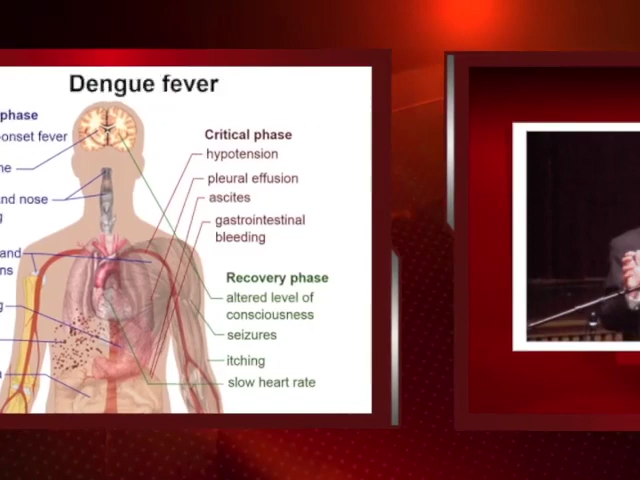 Dengue fever
phase
onset fever
and nose
and
Critical phase
hypotension
pleural effusion
ascites
gastrointestinal
bleeding
Recovery phase
altered level of
consciousness
seizures
itching
slow heart rate